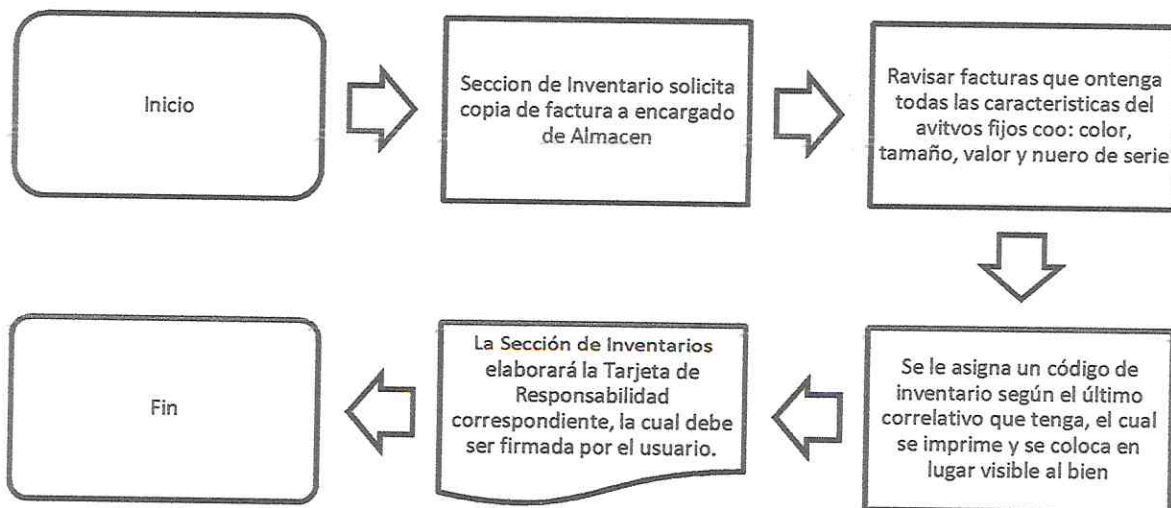 Inicio
Seccion de Inventario solicita
copia de factura a encargado
de Almacen
Ravisar facturas que ontenga
todas las caracteristicas del
avitvos fijos coo: color,
tamaño, valor y nuero de serie
Se le asigna un código de
inventario según el último
correlativo que tenga, el cual
se imprime y se coloca en
lugar visible al bien
La Sección de Inventarios
elaborará la Tarjeta de
Responsabilidad
correspondiente, la cual debe
ser firmada por el usuario.
Fin